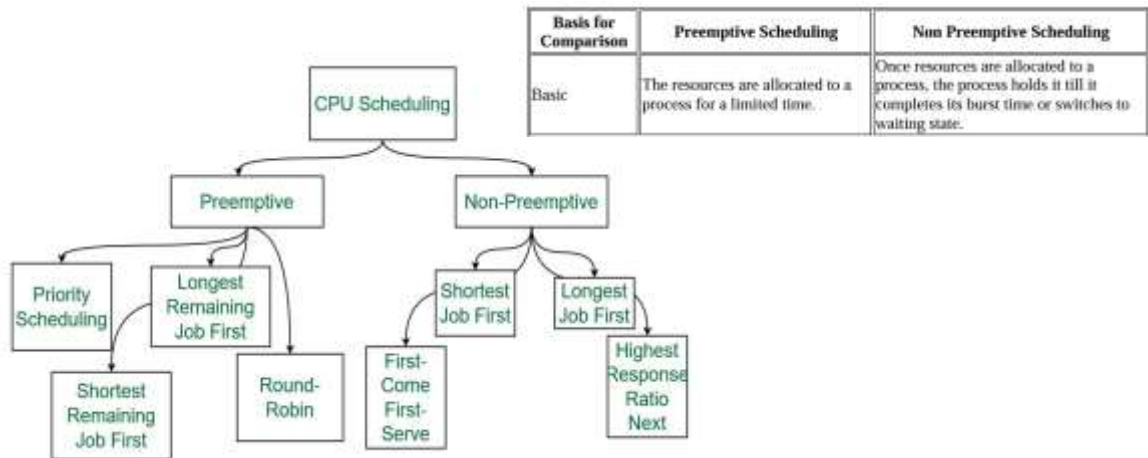 Basis for
Comparison
Preemptive Scheduling
Non Preemptive Scheduling
Basic
The resources are allocated to a
process for a limited time.
Once resources are allocated to a
process, the process holds it till it
completes its burst time or switches to
waiting state.
CPU Scheduling
Preemptive
Non-Preemptive
Priority
Scheduling
Longest
Remaining
Job First
Shortest
Remaining
Job First
Round-
Robin
Shortest
Job First
Longest
Job First
First-
Come
First-
Serve
Highest
Response
Ratio
Next